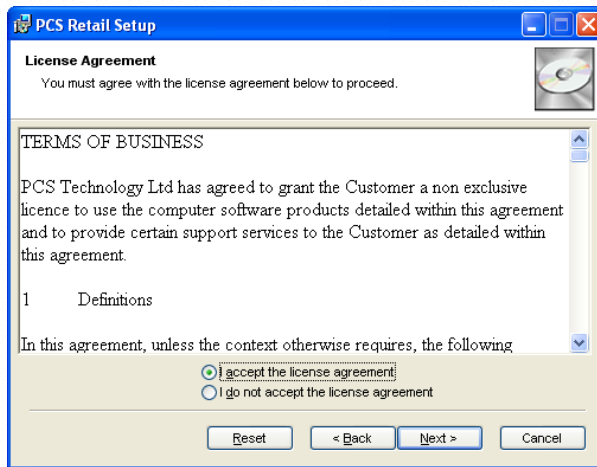 PCS Retail Setup
License Agreement
You must agree with the license agreement below to proceed.
TERMS OF BUSINESS
PCS Technology Ltd has agreed to grant the Customer a non exclusive
licence to use the computer software products detailed within this agreement
and to provide certain support services to the Customer as detailed within
this agreement.
1 Definitions
In this agreement, unless the context otherwise requires, the following
I accept the license agreement
I do not accept the license agreement
Reset
< Back
Next >
Cancel